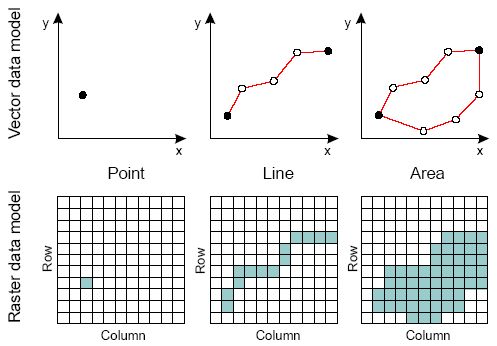 Vector data model
y
x
y
x
y
x
Point
Line
Area
Raster data model
Row
Column
Row
Column
Row
Column